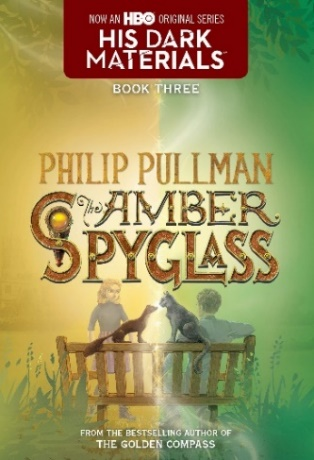 NOW AN HBO ORIGINAL SERIES
HIS DARK
MATERIALS
BOOK THREE
PHILIP PULLMAN
The AMBER
SPYGLASS
FROM THE BESTSELLING AUTHOR OF
THE GOLDEN COMPASS